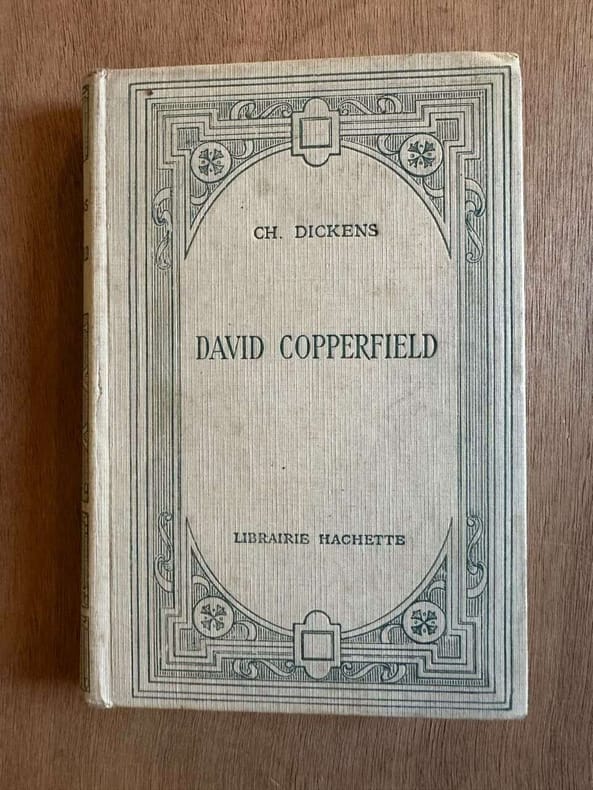 CH. DICKENS
DAVID COPPERFIELD
LIBRAIRIE HACHETTE